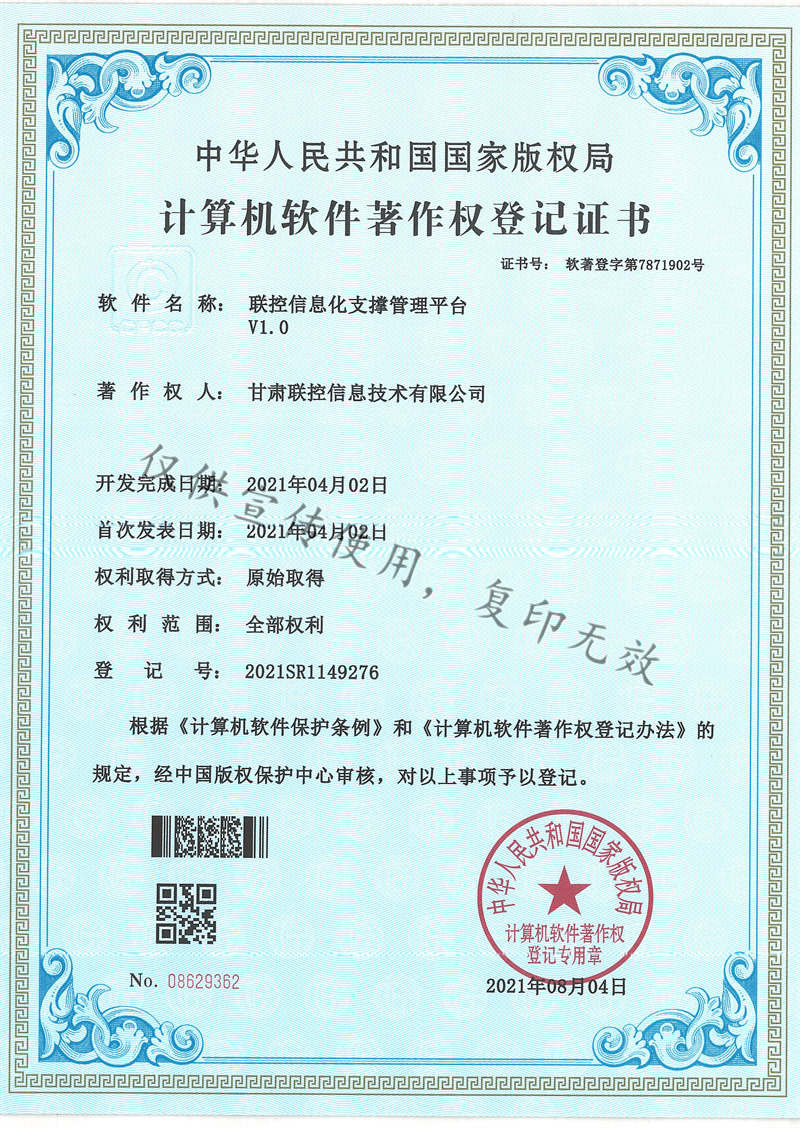 中华人民共和国国家版权局
计算机软件著作权登记证书
证书号： 软著登字第7871902号
软件名称： 联控信息化支撑管理平台
V1.0
著作权人： 甘肃联控信息技术有限公司
开发完成日期： 2021年04月02日
首次发表日期： 2021年04月02日
权利取得方式： 原始取得
权利范围： 全部权利
登记号： 2021SR1149276
仅供宣传使用，复印无效
根据《计算机软件保护条例》和《计算机软件著作权登记办法》的
规定，经中国版权保护中心审核，对以上事项予以登记。
中华人民共和国国家版权局
计算机软件著作权
登记专用章
No. 08629362
2021年08月04日